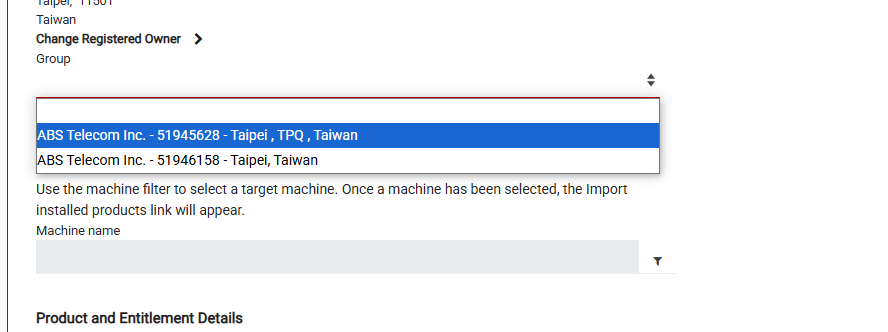 Taipei, 11501
Taiwan
Change Registered Owner
Group
ABS Telecom Inc. - 51945628 - Taipei , TPQ , Taiwan
ABS Telecom Inc. - 51946158 - Taipei, Taiwan
Use the machine filter to select a target machine. Once a machine has been selected, the Import
installed products link will appear.
Machine name
Product and Entitlement Details